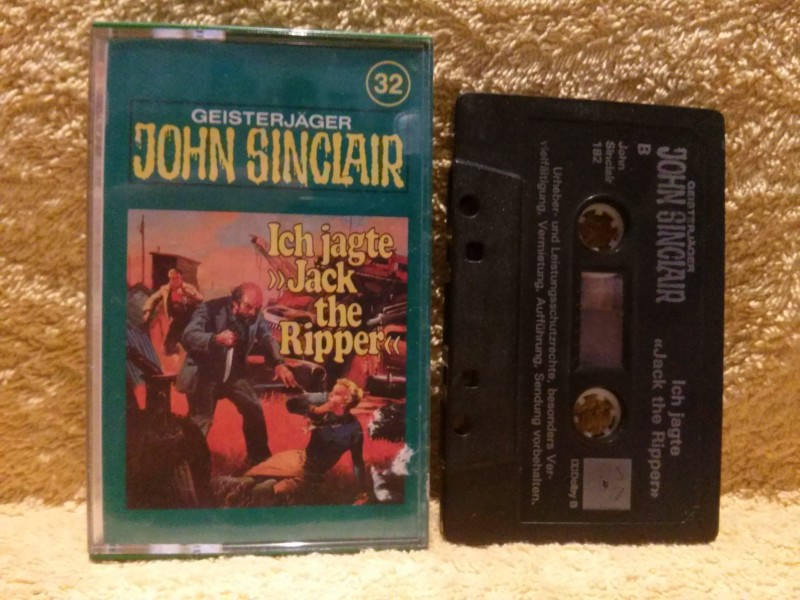 32
GEISTERJÄGER
JOHN SINCLAIR
Ich jagte
»Jack
the
Ripper«
GEISTERJÄGER
JOHN SINCLAIR
Ich jagte
«Jack the Ripper»
B
John
Sinclair
182
Urheber- und Leistungsschutzrechte, besonders Ver-
vielfältigung, Vermietung, Aufführung, Sendung vorbehalten.
Dolby B